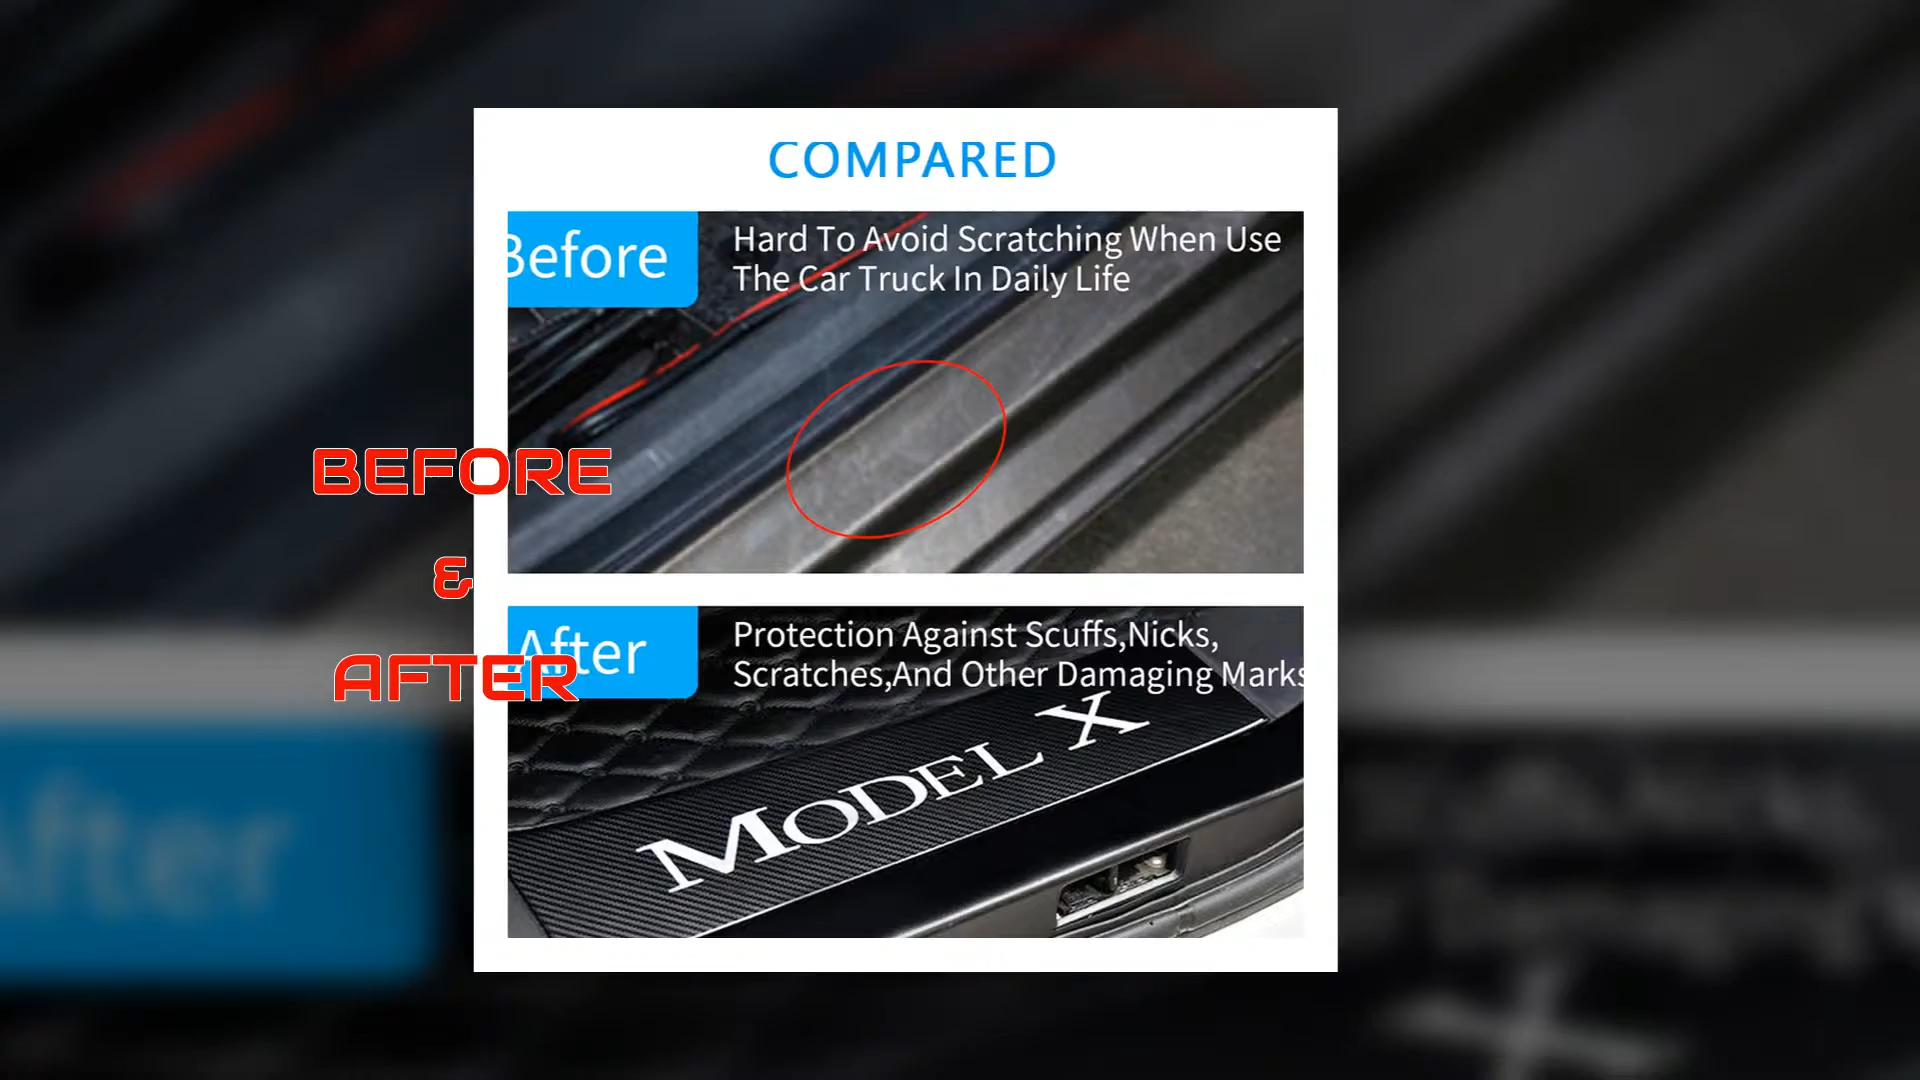 COMPARED
Before
Hard To Avoid Scratching When Use
The Car Truck In Daily Life
BEFORE
&
AFTER
After
Protection Against Scuffs,Nicks,
Scratches,And Other Damaging Marks
MODEL X
After